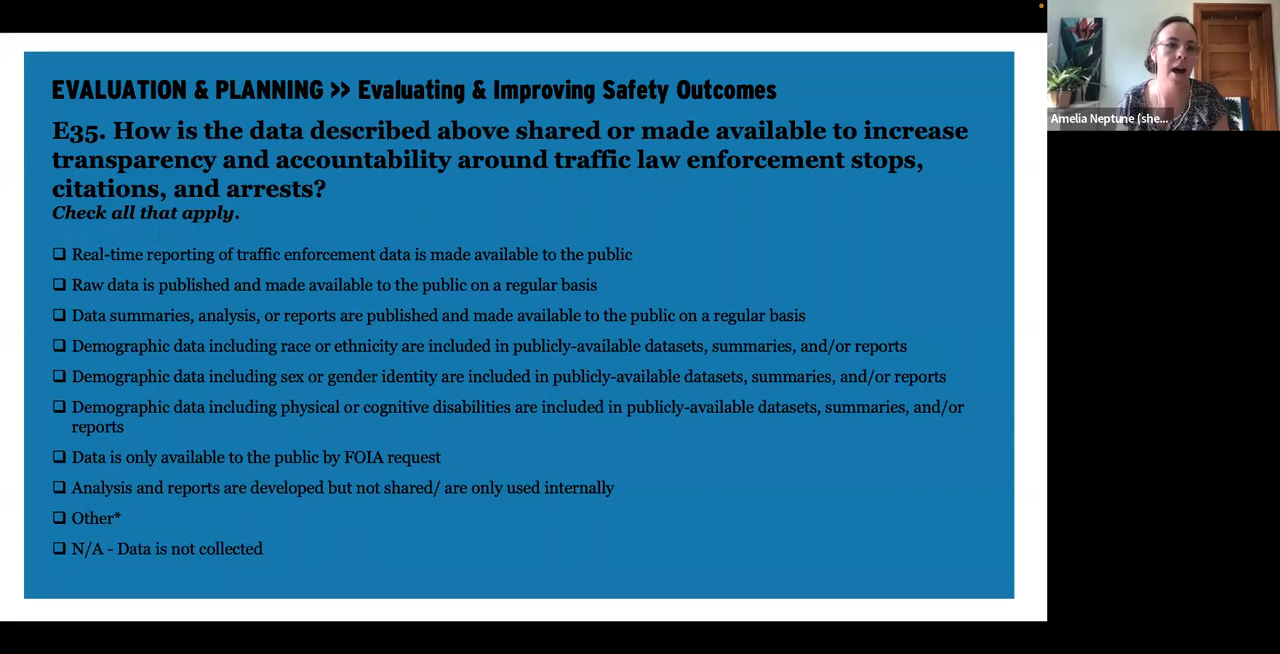 EVALUATION & PLANNING >> Evaluating & Improving Safety Outcomes
E35. How is the data described above shared or made available to increase
transparency and accountability around traffic law enforcement stops,
citations, and arrests?
Check all that apply.
❏ Real-time reporting of traffic enforcement data is made available to the public
❏ Raw data is published and made available to the public on a regular basis
❏ Data summaries, analysis, or reports are published and made available to the public on a regular basis
❏ Demographic data including race or ethnicity are included in publicly-available datasets, summaries, and/or reports
❏ Demographic data including sex or gender identity are included in publicly-available datasets, summaries, and/or reports
❏ Demographic data including physical or cognitive disabilities are included in publicly-available datasets, summaries, and/or
reports
❏ Data is only available to the public by FOIA request
❏ Analysis and reports are developed but not shared/ are only used internally
❏ Other*
❏ N/A - Data is not collected
Amelia Neptune (she...